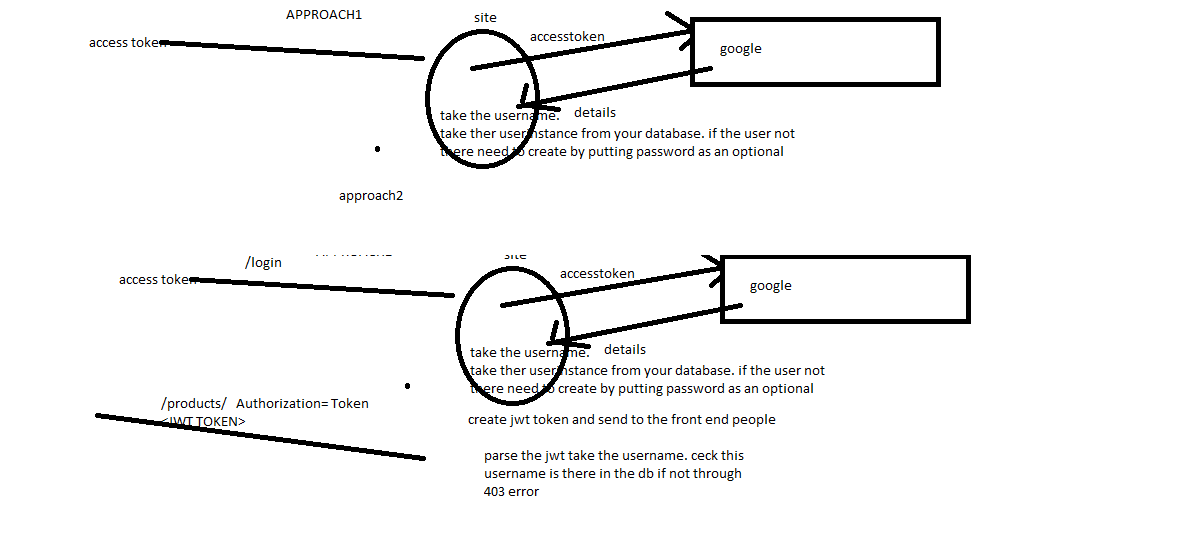 APPROACH1
site
access token
accesstoken
google
details
take the username.
take ther user instance from your database. if the user not
there need to create by putting password as an optional
approach2
/login
site
access token
accesstoken
google
details
take the username.
take ther user instance from your database. if the user not
there need to create by putting password as an optional
/products/ Authorization= Token
<JWT TOKEN>
create jwt token and send to the front end people
parse the jwt take the username. ceck this
username is there in the db if not through
403 error